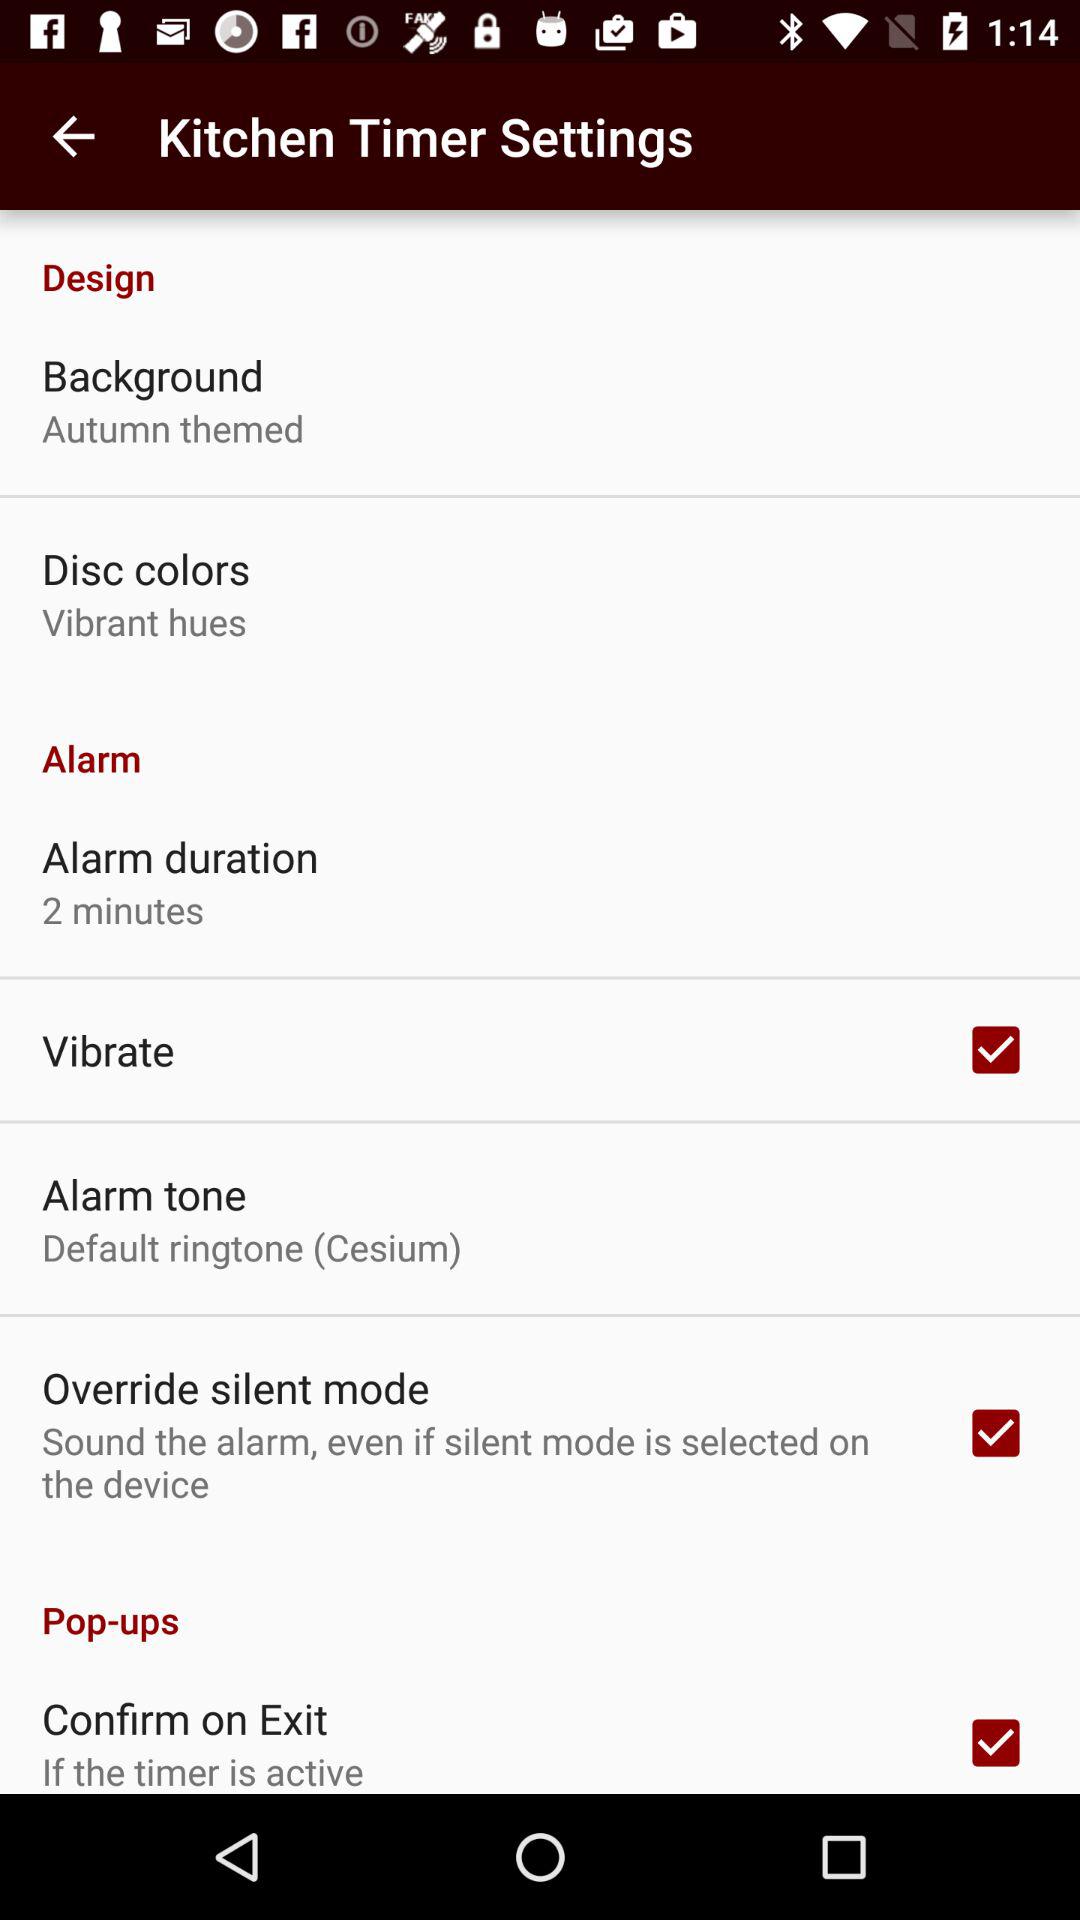 FAKE
1:14
Kitchen Timer Settings
Design
Background
Autumn themed
Disc colors
Vibrant hues
Alarm
Alarm duration
2 minutes
Vibrate
Alarm tone
Default ringtone (Cesium)
Override silent mode
Sound the alarm, even if silent mode is selected on
the device
Pop-ups
Confirm on Exit
If the timer is active